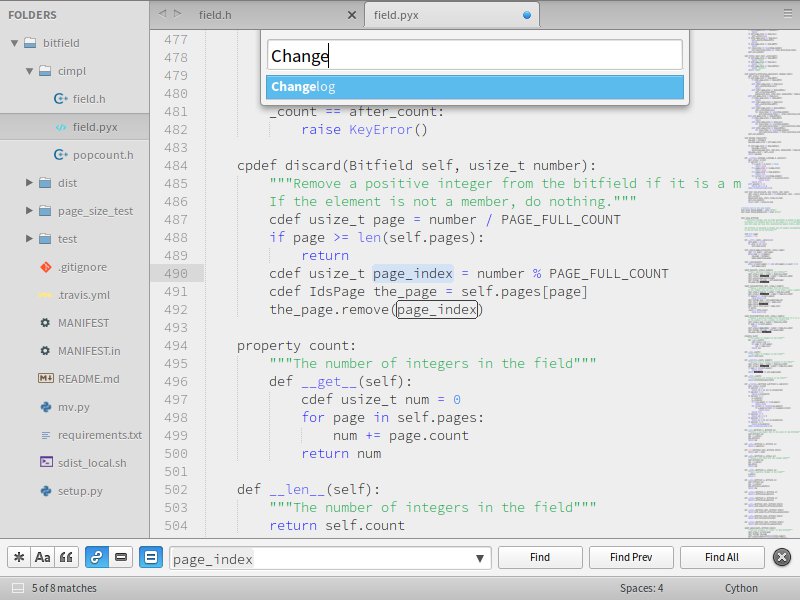 FOLDERS
bitfield
cimpl
field.h
field.pyx
popcount.h
dist
page_size_test
test
.gitignore
.travis.yml
MANIFEST
MANIFEST.in
README.md
mv.py
requirements.txt
sdist_local.sh
setup.py
field.h
field.pyx
Change
Changelog
477
478
479
480
481 _count == after_count:
482 raise KeyError()
483
484 cpdef discard(Bitfield self, usize_t number):
485 """Remove a positive integer from the bitfield if it is a m
486 If the element is not a member, do nothing."""
487 cdef usize_t page = number / PAGE_FULL_COUNT
488 if page >= len(self.pages):
489 return
490 cdef usize_t page_index = number % PAGE_FULL_COUNT
491 cdef IdsPage the_page = self.pages[page]
492 the_page.remove(page_index)
493
494 property count:
495 """The number of integers in the field"""
496 def __get__(self):
497 cdef usize_t num = 0
498 for page in self.pages:
499 num += page.count
500 return num
501
502 def __len__(self):
503 """The number of integers in the field"""
504 return self.count
Aa
page_index
Find
Find Prev
Find All
5 of 8 matches
Spaces: 4
Cython